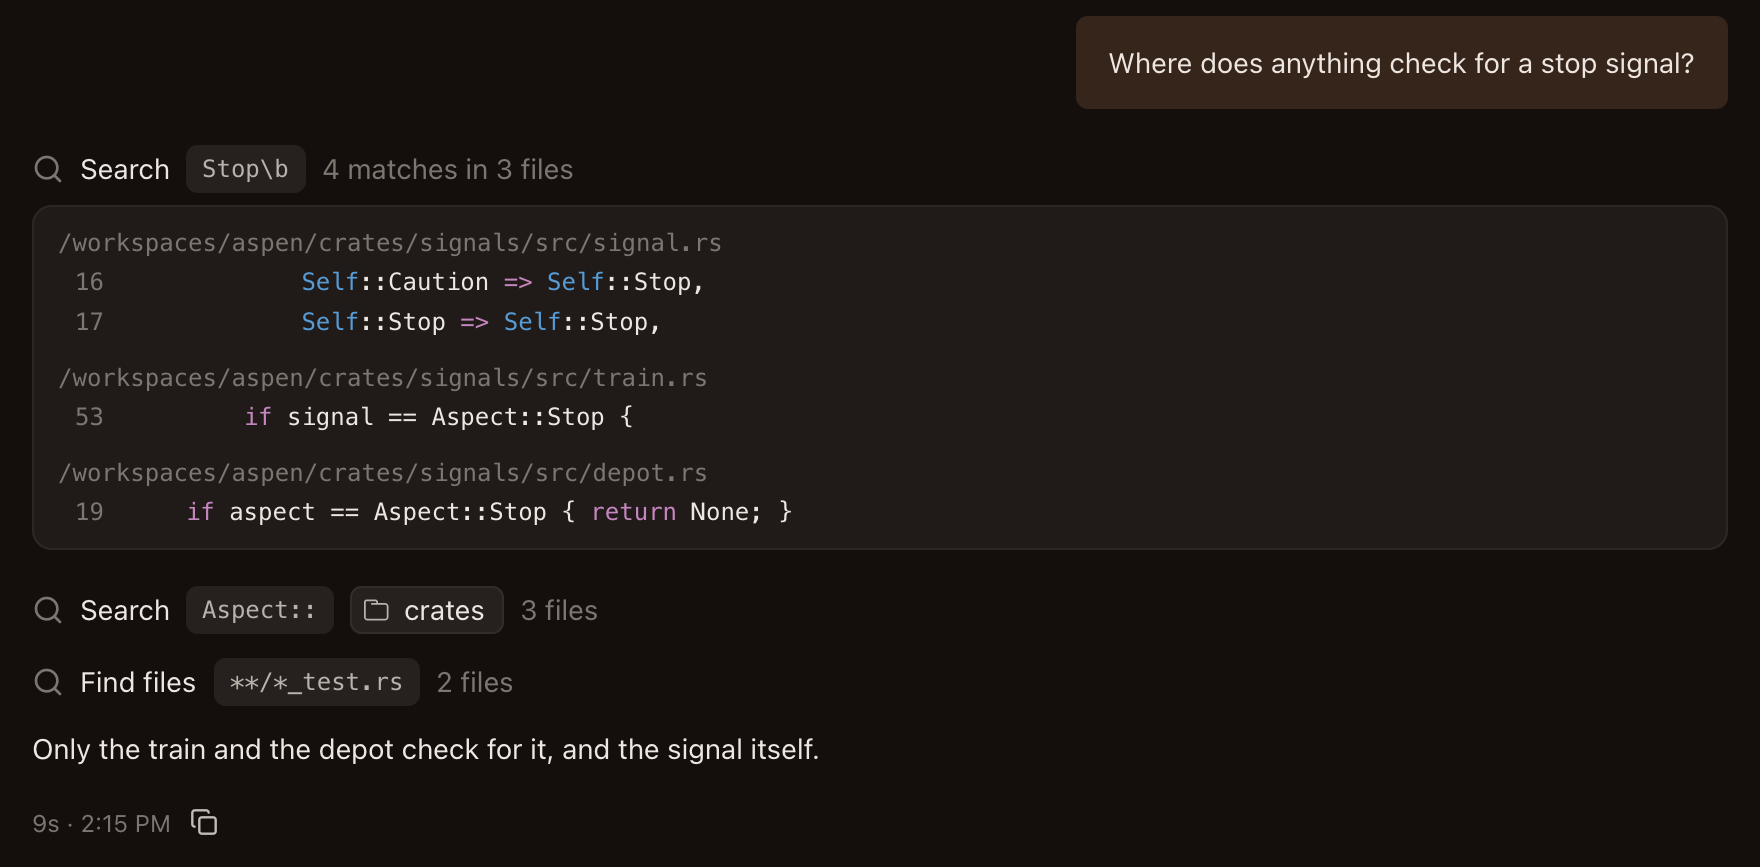 Where does anything check for a stop signal?
Search Stop\b 4 matches in 3 files
/workspaces/aspen/crates/signals/src/signal.rs
16 Self::Caution => Self::Stop,
17 Self::Stop => Self::Stop,
/workspaces/aspen/crates/signals/src/train.rs
53 if signal == Aspect::Stop {
/workspaces/aspen/crates/signals/src/depot.rs
19 if aspect == Aspect::Stop { return None; }
Search Aspect:: crates 3 files
Find files **/*_test.rs 2 files
Only the train and the depot check for it, and the signal itself.
9s · 2:15 PM